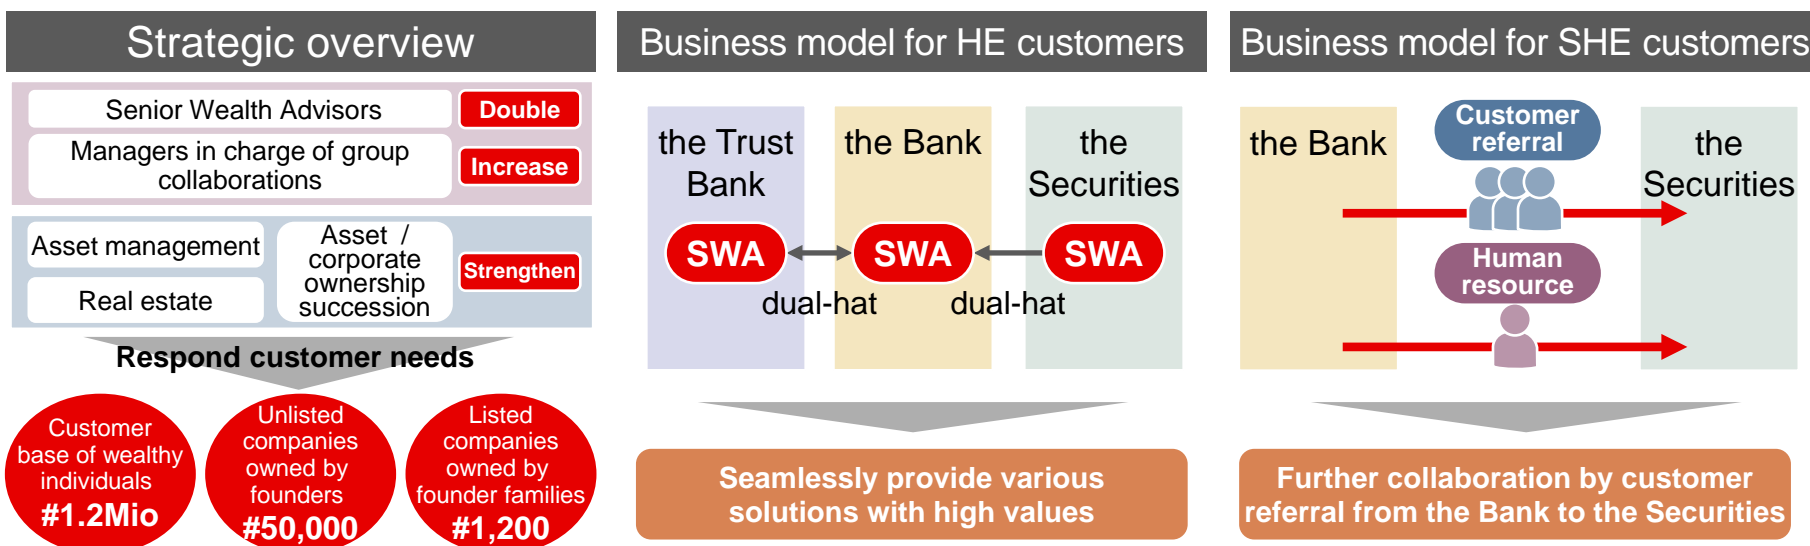 Strategic overview
Senior Wealth Advisors
Double
Managers in charge of group
collaborations
Increase
Asset management
Real estate
Asset /
corporate
ownership
succession
Strengthen
Respond customer needs
Customer
base of wealthy
individuals
#1.2Mio
Unlisted
companies
owned by
founders
#50,000
Listed
companies
owned by
founder families
#1,200
Business model for HE customers
the Trust
Bank
the Bank
the
Securities
SWA
SWA
SWA
dual-hat
dual-hat
Seamlessly provide various
solutions with high values
Business model for SHE customers
the Bank
Customer
referral
the
Securities
Human
resource
Further collaboration by customer
referral from the Bank to the Securities